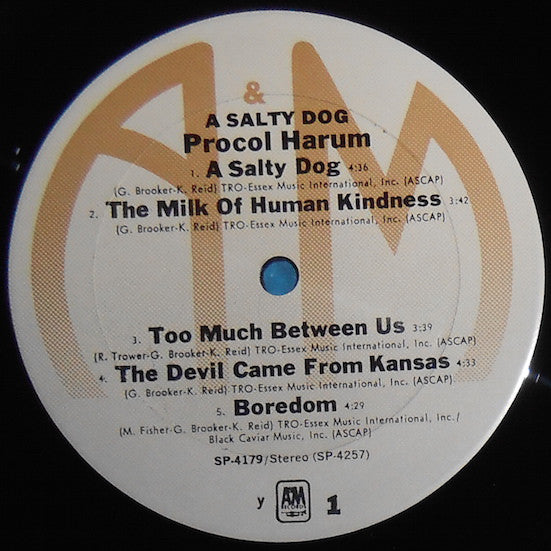 A&M
A SALTY DOG
Procol Harum
1. A Salty Dog 4:36
(G. Brooker-K. Reid) TRO-Essex Music International, Inc. (ASCAP)
2. The Milk Of Human Kindness 3:42
(G. Brooker-K. Reid) TRO-Essex Music International, Inc. (ASCAP)
3. Too Much Between Us 3:39
(R. Trower-G. Brooker-K. Reid) TRO-Essex Music International, Inc. (ASCAP)
4. The Devil Came From Kansas 4:33
(G. Brooker-K. Reid) TRO-Essex Music International, Inc. (ASCAP)
5. Boredom 4:29
(M. Fisher-G. Brooker-K. Reid) TRO-Essex Music International, Inc./
Black Caviar Music, Inc. (ASCAP)
SP-4179/Stereo (SP-4257)
y A&M RECORDS 1